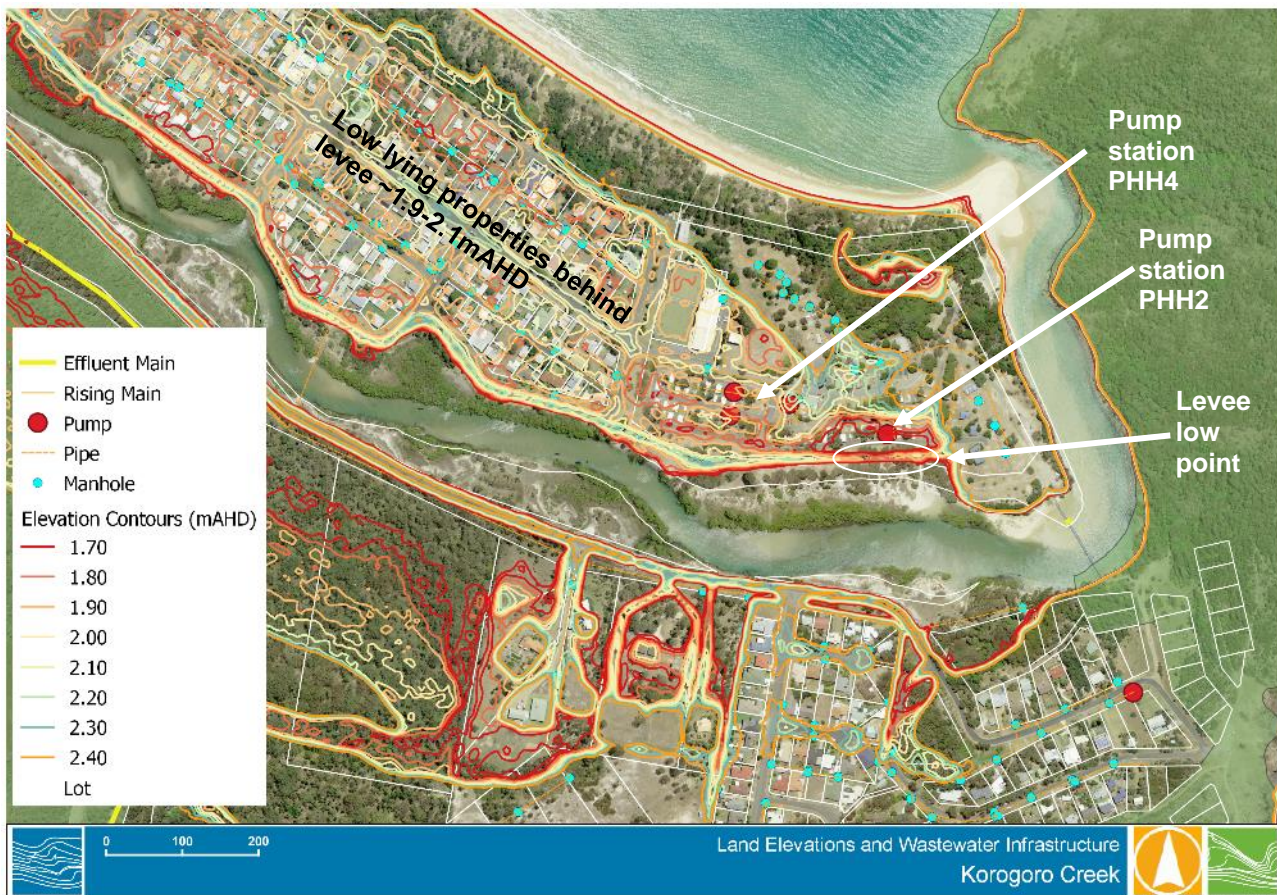 Low lying properties behind
levee ~1.9-2.1mAHD
Pump
station
PHH4
Pump
station
PHH2
Levee
low
point
Effluent Main
Rising Main
Pump
Pipe
Manhole
Elevation Contours (mAHD)
1.70
1.80
1.90
2.00
2.10
2.20
2.30
2.40
Lot
0 100 200
Land Elevations and Wastewater Infrastructure
Korogoro Creek